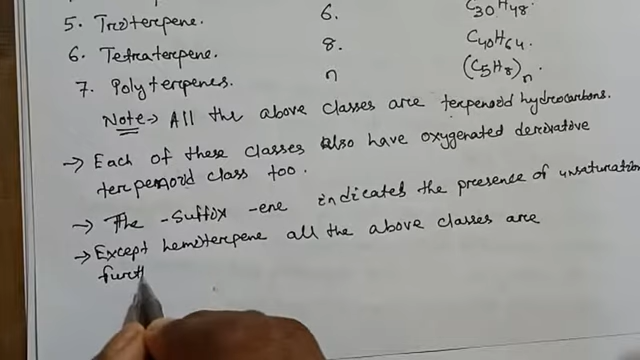 5. Triterpene. 6. C30H48.
6. Tetraterpene. 8. C40H64.
7. Polyterpenes. n (C5H8)n
Note → All the above classes are terpenoid hydrocarbons.
→ Each of these classes also have oxygenated derivative
terpenoid class too.
→ The -suffix -ene indicates the presence of unsaturation
→ Except hemiterpene all the above classes are
furth